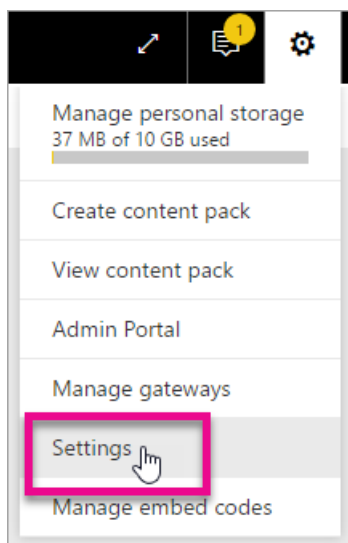 1
Manage personal storage
37 MB of 10 GB used
Create content pack
View content pack
Admin Portal
Manage gateways
Settings
Manage embed codes